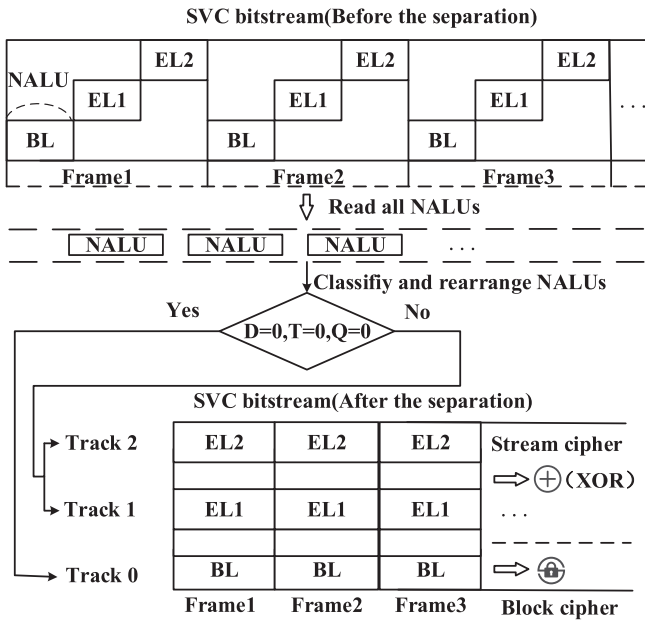 SVC bitstream(Before the separation)
EL2 EL2 EL2
NALU
EL1 EL1 EL1 ...
BL BL BL
Frame1 Frame2 Frame3
Read all NALUs
NALU NALU NALU ...
Classifiy and rearrange NALUs
Yes No
D=0,T=0,Q=0
SVC bitstream(After the separation)
Track 2 EL2 EL2 EL2 Stream cipher
+ (XOR)
Track 1 EL1 EL1 EL1 ...
Track 0 BL BL BL
Frame1 Frame2 Frame3 Block cipher